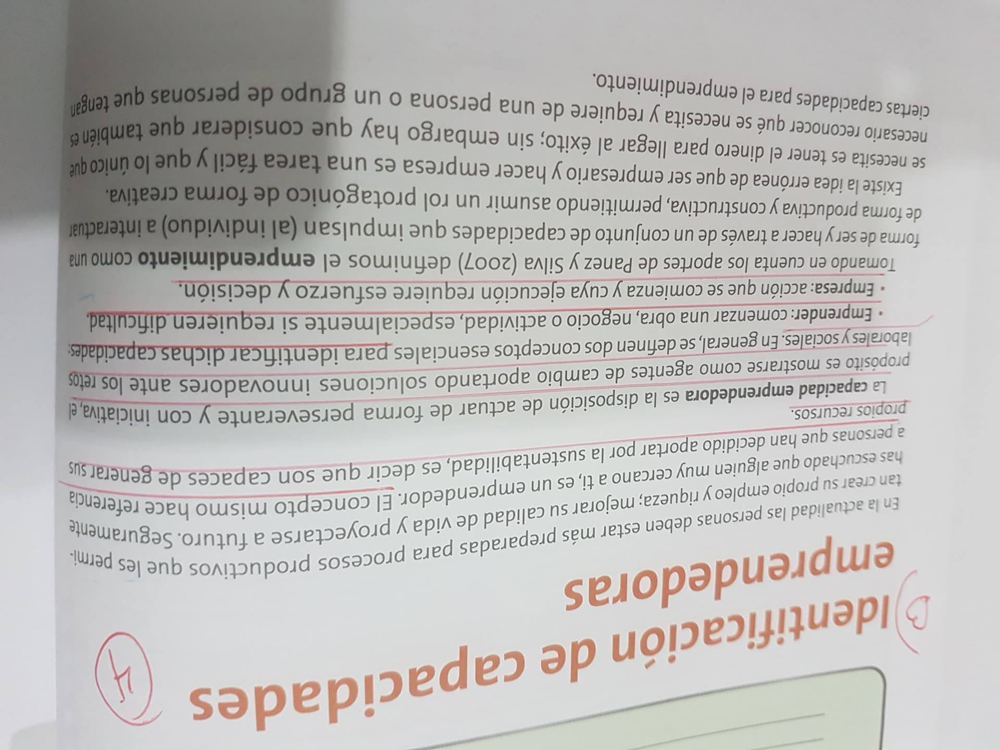 B)
Identificación de capacidades
emprendedoras
4
En la actualidad las personas deben estar más preparadas para procesos productivos que les permi-
tan crear su propio empleo y riqueza; mejorar su calidad de vida y proyectarse a futuro. Seguramente
has escuchado que alguien muy cercano a ti, es un emprendedor. El concepto mismo hace referencia
a personas que han decidido aportar por la sustentabilidad, es decir que son capaces de generar sus
propios recursos.
La capacidad emprendedora es la disposición de actuar de forma perseverante y con iniciativa, el
propósito es mostrarse como agentes de cambio aportando soluciones innovadores ante los retos
laborales y sociales. En general, se definen dos conceptos esenciales para identificar dichas capacidades:
• Emprender: comenzar una obra, negocio o actividad, especialmente si requieren dificultad.
• Empresa: acción que se comienza y cuya ejecución requiere esfuerzo y decisión.
Tomando en cuenta los aportes de Panez y Silva (2007) definimos el emprendimiento como una
forma de ser y hacer a través de un conjunto de capacidades que impulsan (al individuo) a interactuar
de forma productiva y constructiva, permitiendo asumir un rol protagónico de forma creativa.
Existe la idea errónea de que ser empresario y hacer empresa es una tarea fácil y que lo único que
se necesita es tener el dinero para llegar al éxito; sin embargo hay que considerar que también es
necesario reconocer qué se necesita y requiere de una persona o un grupo de personas que tengan
ciertas capacidades para el emprendimiento.